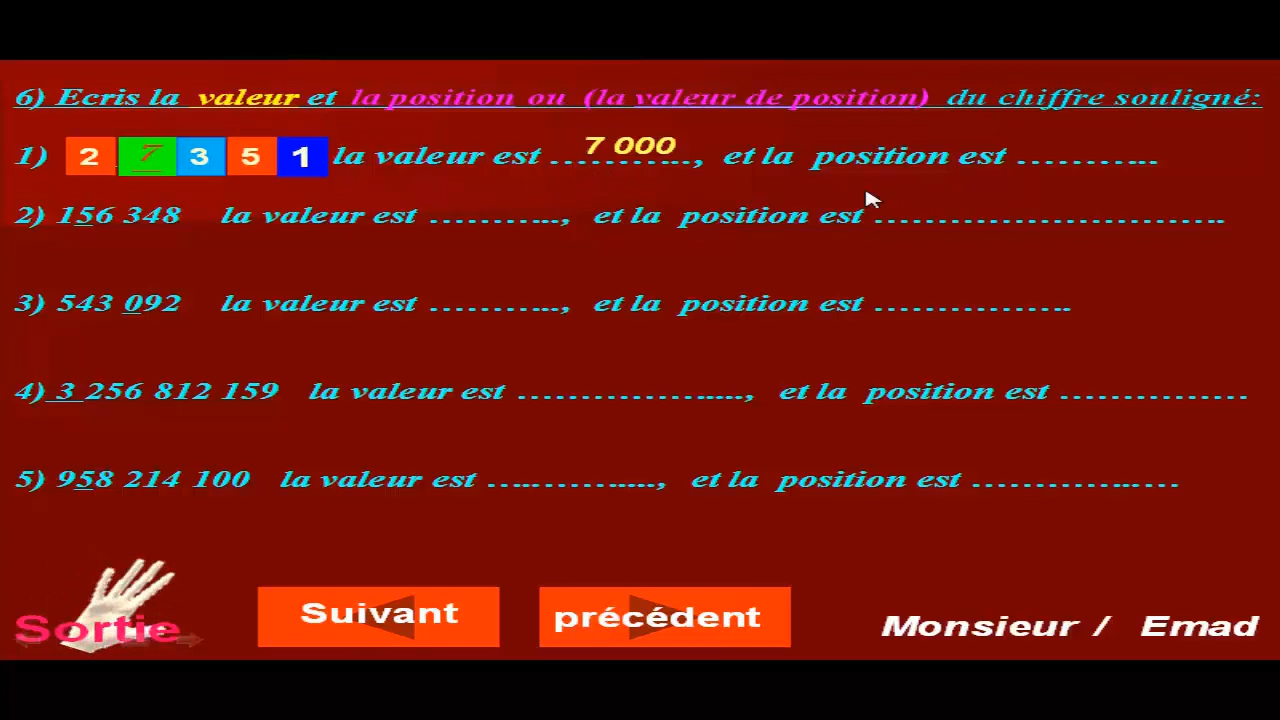 6) Ecris la valeur et la position ou (la valeur de position) du chiffre souligné:
1) 2 7 3 5 1 la valeur est ...7 000..., et la position est ...........
2) 156 348 la valeur est ..........., et la position est ............................
3) 543 092 la valeur est ..........., et la position est ................
4) 3 256 812 159 la valeur est ..................., et la position est ...............
5) 958 214 100 la valeur est .............., et la position est .................
Sortie Suivant précédent Monsieur / Emad